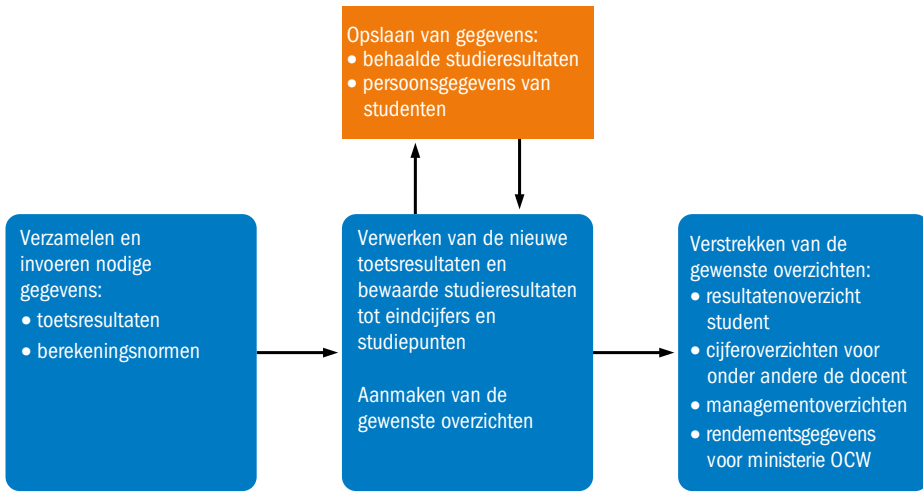 Opslaan van gegevens:
• behaalde studieresultaten
• persoonsgegevens van
studenten
Verzamelen en
invoeren nodige
gegevens:
• toetsresultaten
• berekeningsnormen
Verwerken van de nieuwe
toetsresultaten en
bewaarde studieresultaten
tot eindcijfers en
studiepunten
Aanmaken van de
gewenste overzichten
Verstrekken van de
gewenste overzichten:
• resultatenoverzicht
student
• cijferoverzichten voor
onder andere de docent
• managementoverzichten
• rendementsgegevens
voor ministerie OCW